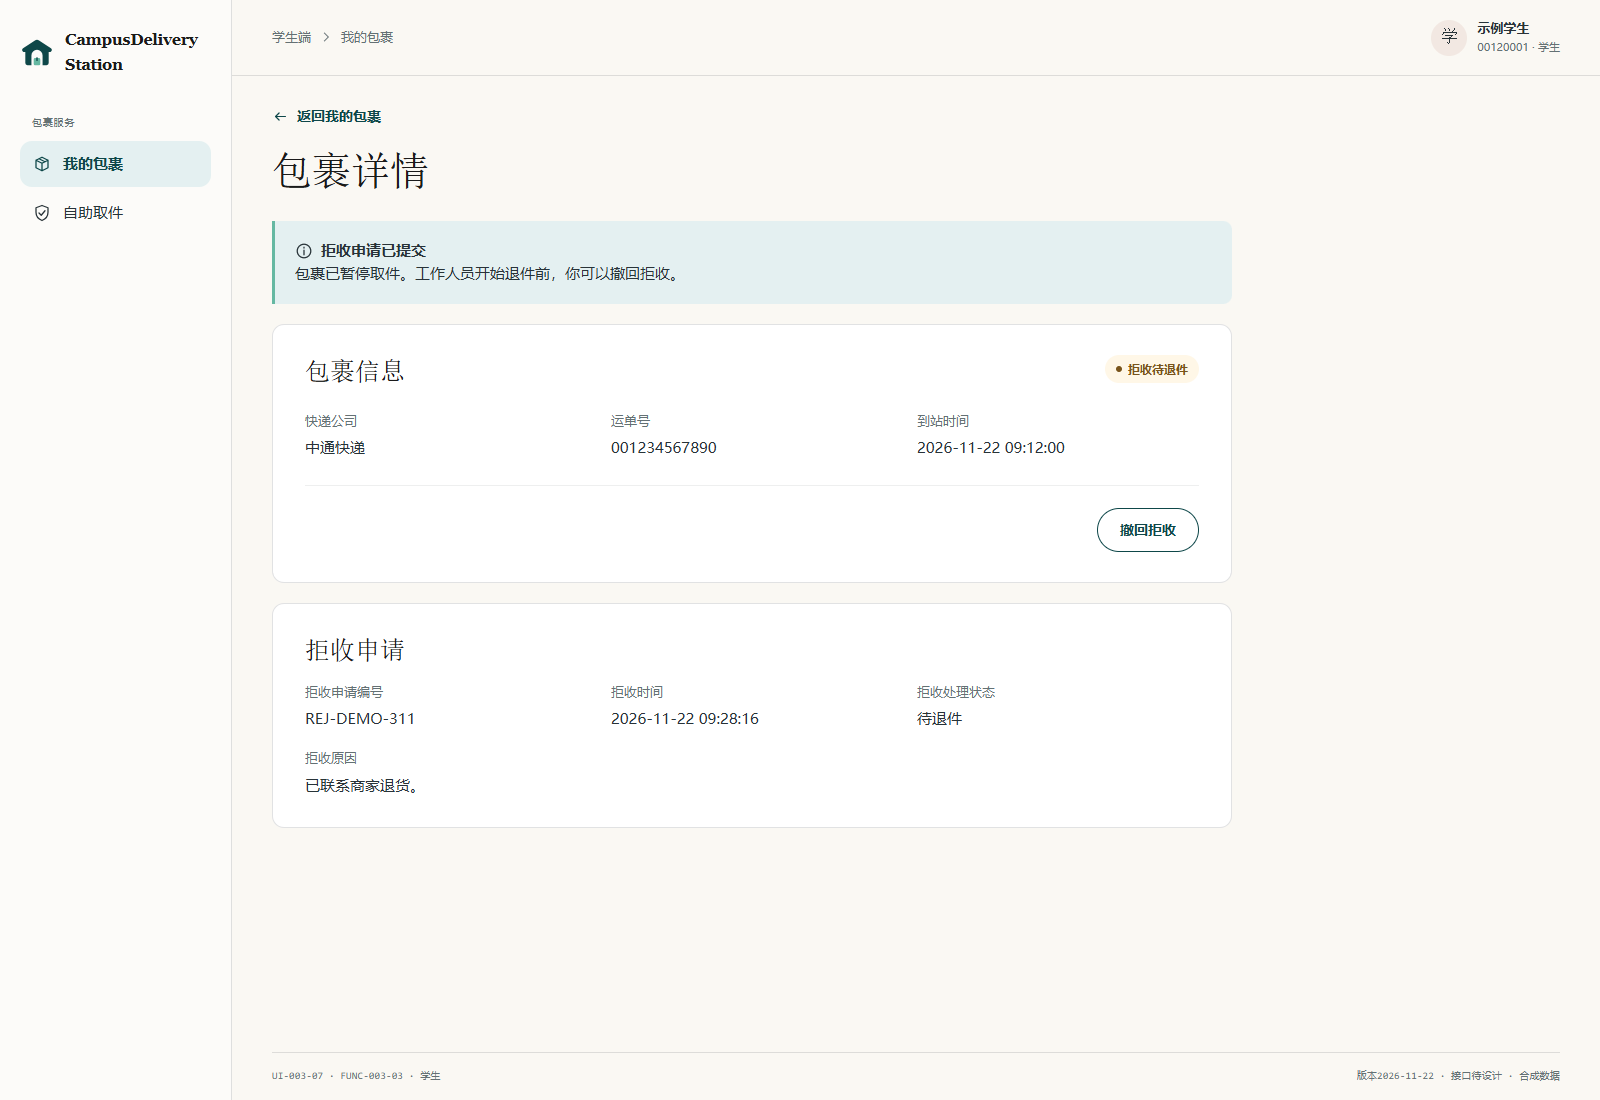 CampusDelivery
Station
包裹服务
我的包裹
自助取件
学生端 > 我的包裹
学
示例学生
00120001 · 学生
← 返回我的包裹
包裹详情
拒收申请已提交
包裹已暂停取件。工作人员开始退件前，你可以撤回拒收。
包裹信息
拒收待退件
快递公司
中通快递
运单号
001234567890
到站时间
2026-11-22 09:12:00
撤回拒收
拒收申请
拒收申请编号
REJ-DEMO-311
拒收时间
2026-11-22 09:28:16
拒收处理状态
待退件
拒收原因
已联系商家退货。
UI-003-07 · FUNC-003-03 · 学生
版本2026-11-22 · 接口待设计 · 合成数据